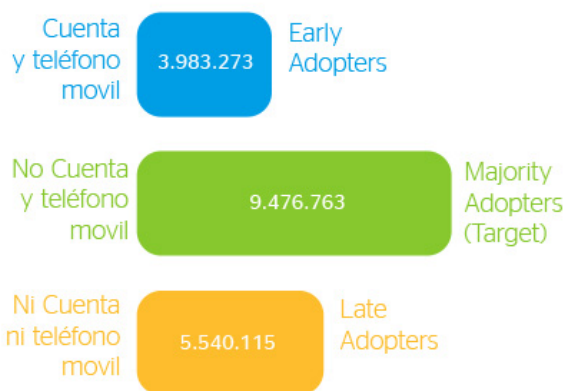 Cuenta
y teléfono
movil
3.983.273
Early
Adopters
No Cuenta
y teléfono
movil
9.476.763
Majority
Adopters
(Target)
Ni Cuenta
ni teléfono
movil
5.540.115
Late
Adopters